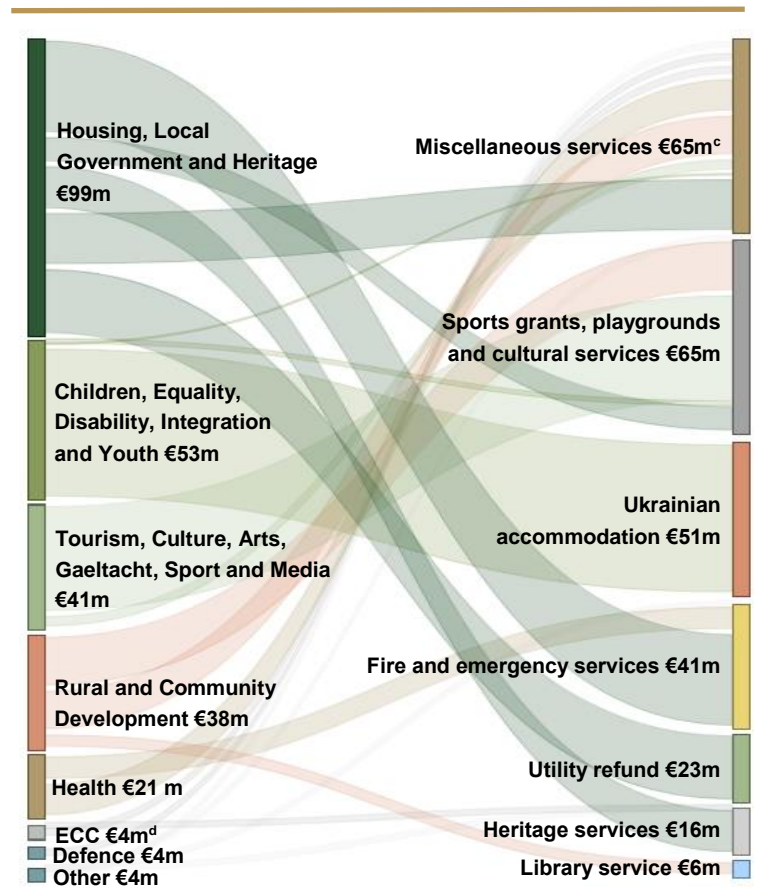 Housing, Local
Government and Heritage
€99m
Children, Equality,
Disability, Integration
and Youth €53m
Tourism, Culture, Arts,
Gaeltacht, Sport and Media
€41m
Rural and Community
Development €38m
Health €21 m
ECC €4mᵈ
Defence €4m
Other €4m
Miscellaneous services €65mᶜ
Sports grants, playgrounds
and cultural services €65m
Ukrainian
accommodation €51m
Fire and emergency services €41m
Utility refund €23m
Heritage services €16m
Library service €6m